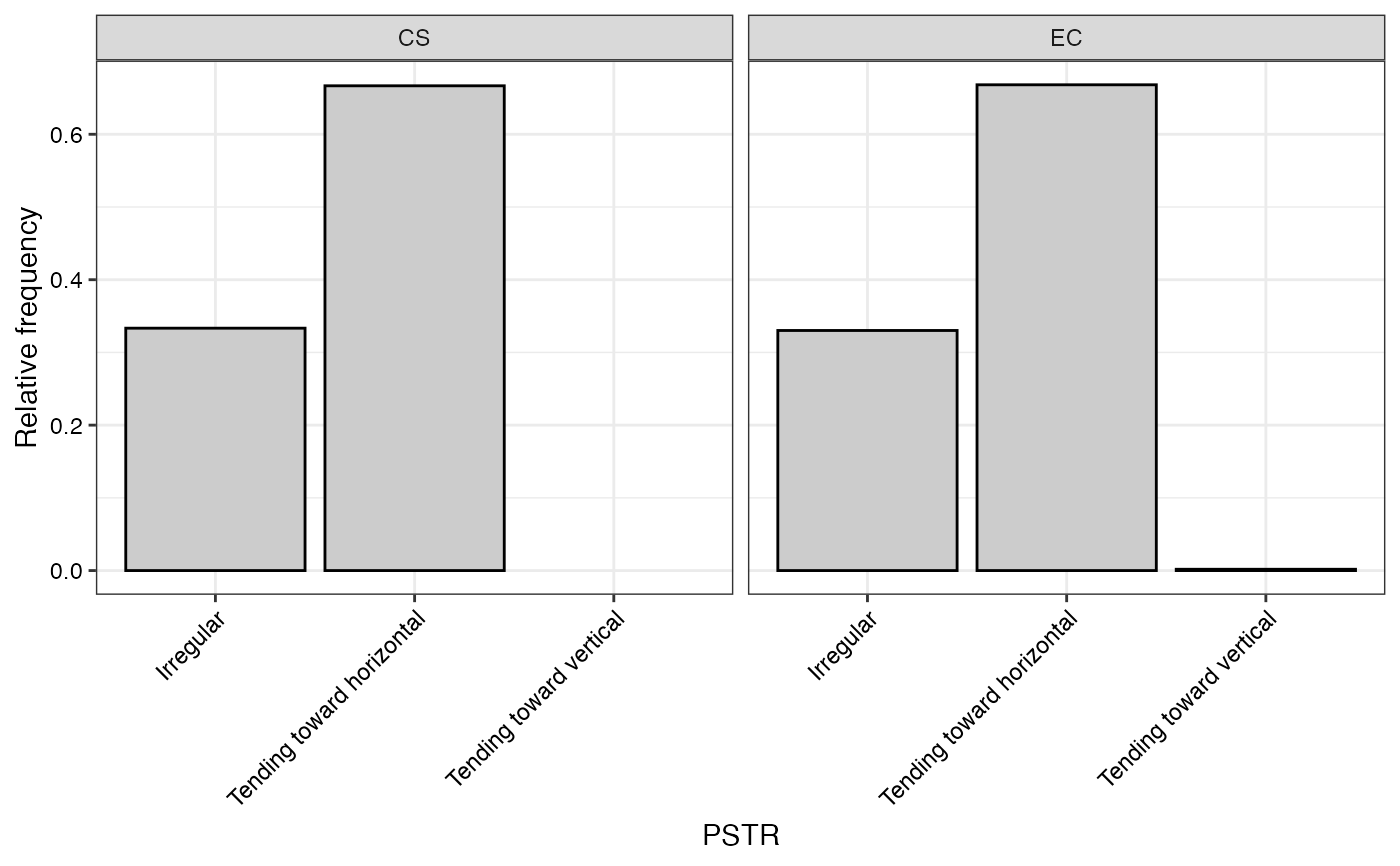 CS
EC
Relative frequency
0.6
0.4
0.2
0.0
Irregular
Tending toward horizontal
Tending toward vertical
Irregular
Tending toward horizontal
Tending toward vertical
PSTR